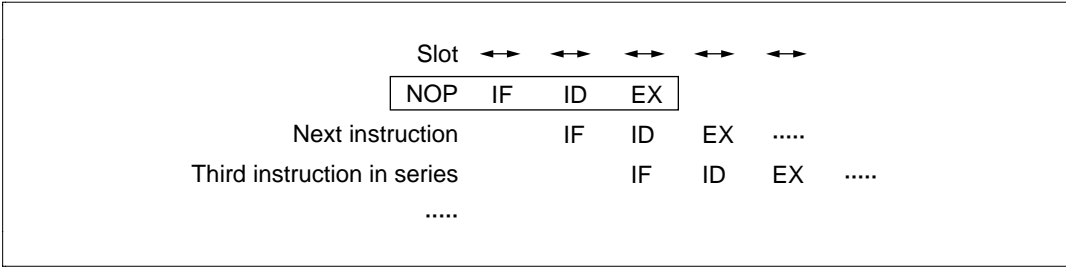 Slot
NOP IF ID EX
Next instruction IF ID EX .....
Third instruction in series IF ID EX .....
.....